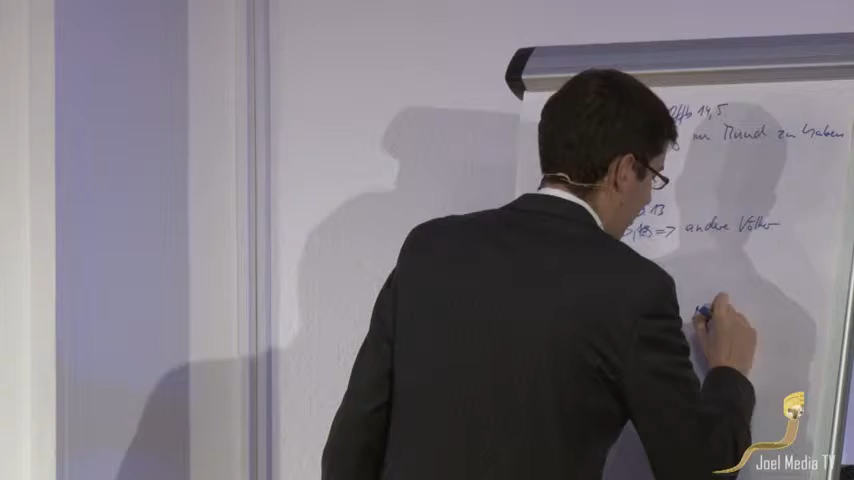 Offb 14,5
im Mund zu haben
13
=> andere Völker
Joel Media TV